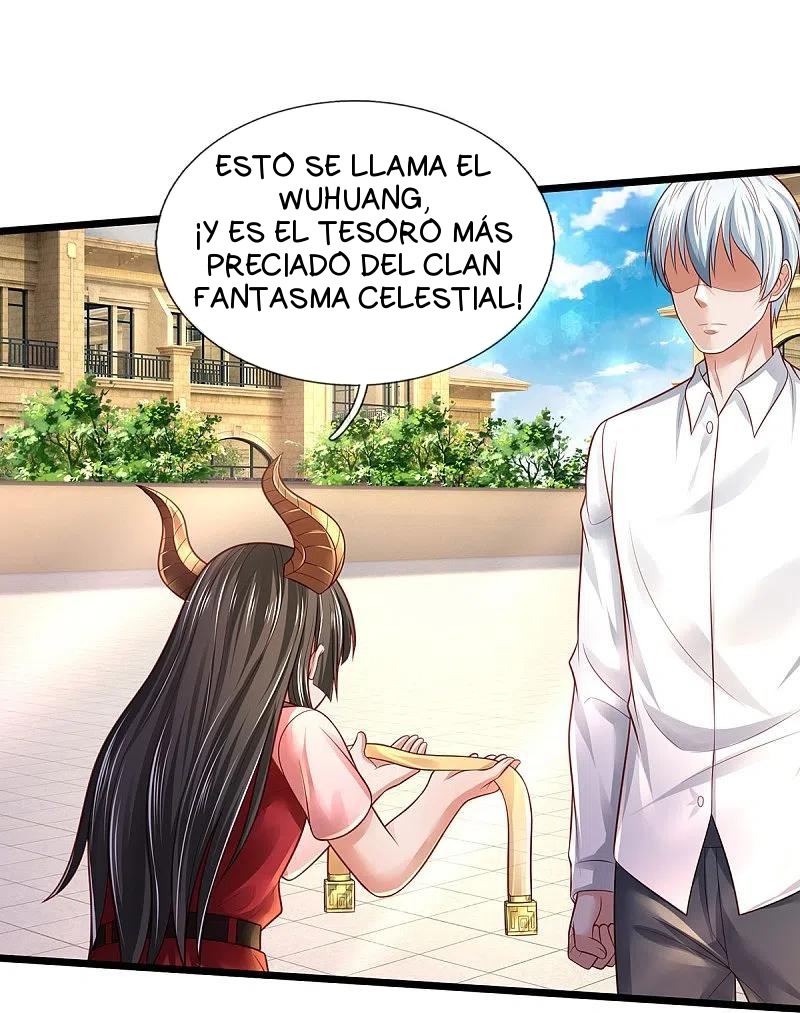 ESTO SE LLAMA EL
WUHUANG,
¡Y ES EL TESORO MÁS
PRECIADO DEL CLAN
FANTASMA CELESTIAL!